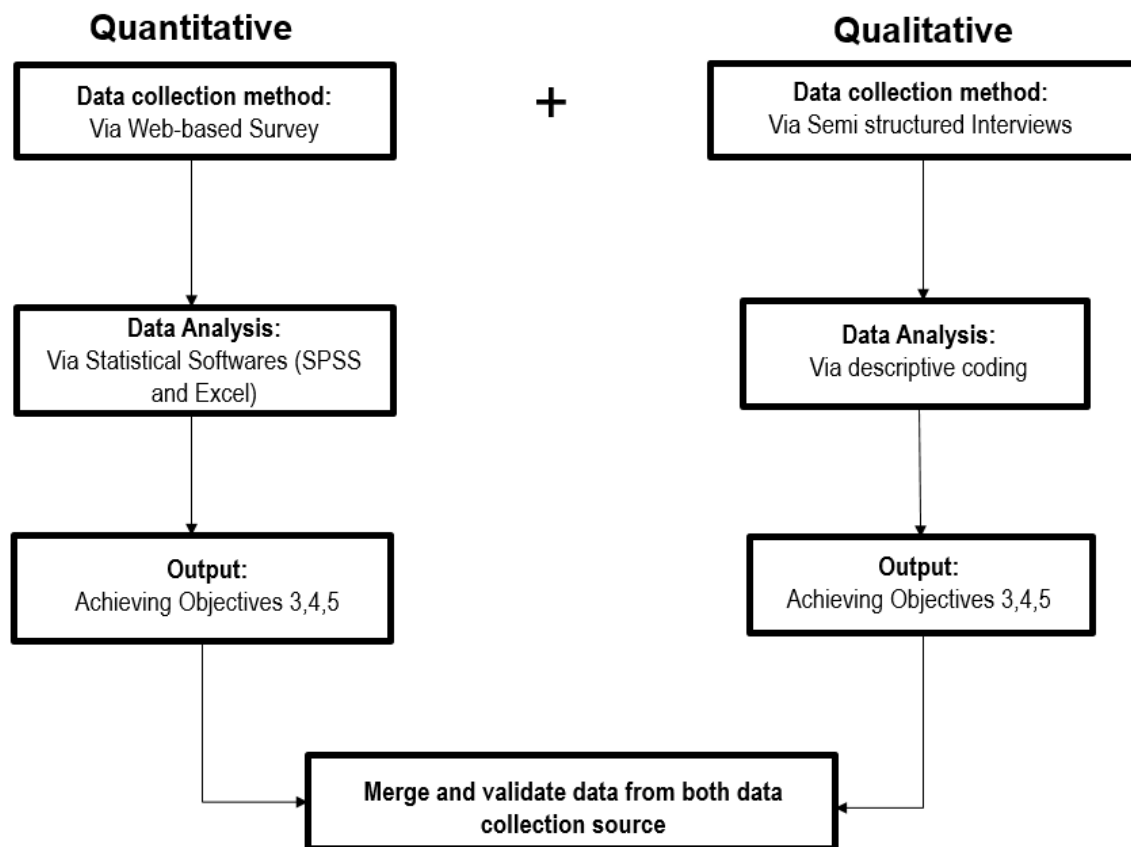 Quantitative
Data collection method:
Via Web-based Survey
Data Analysis:
Via Statistical Softwares (SPSS
and Excel)
Output:
Achieving Objectives 3,4,5
+
Qualitative
Data collection method:
Via Semi structured Interviews
Data Analysis:
Via descriptive coding
Output:
Achieving Objectives 3,4,5
Merge and validate data from both data
collection source